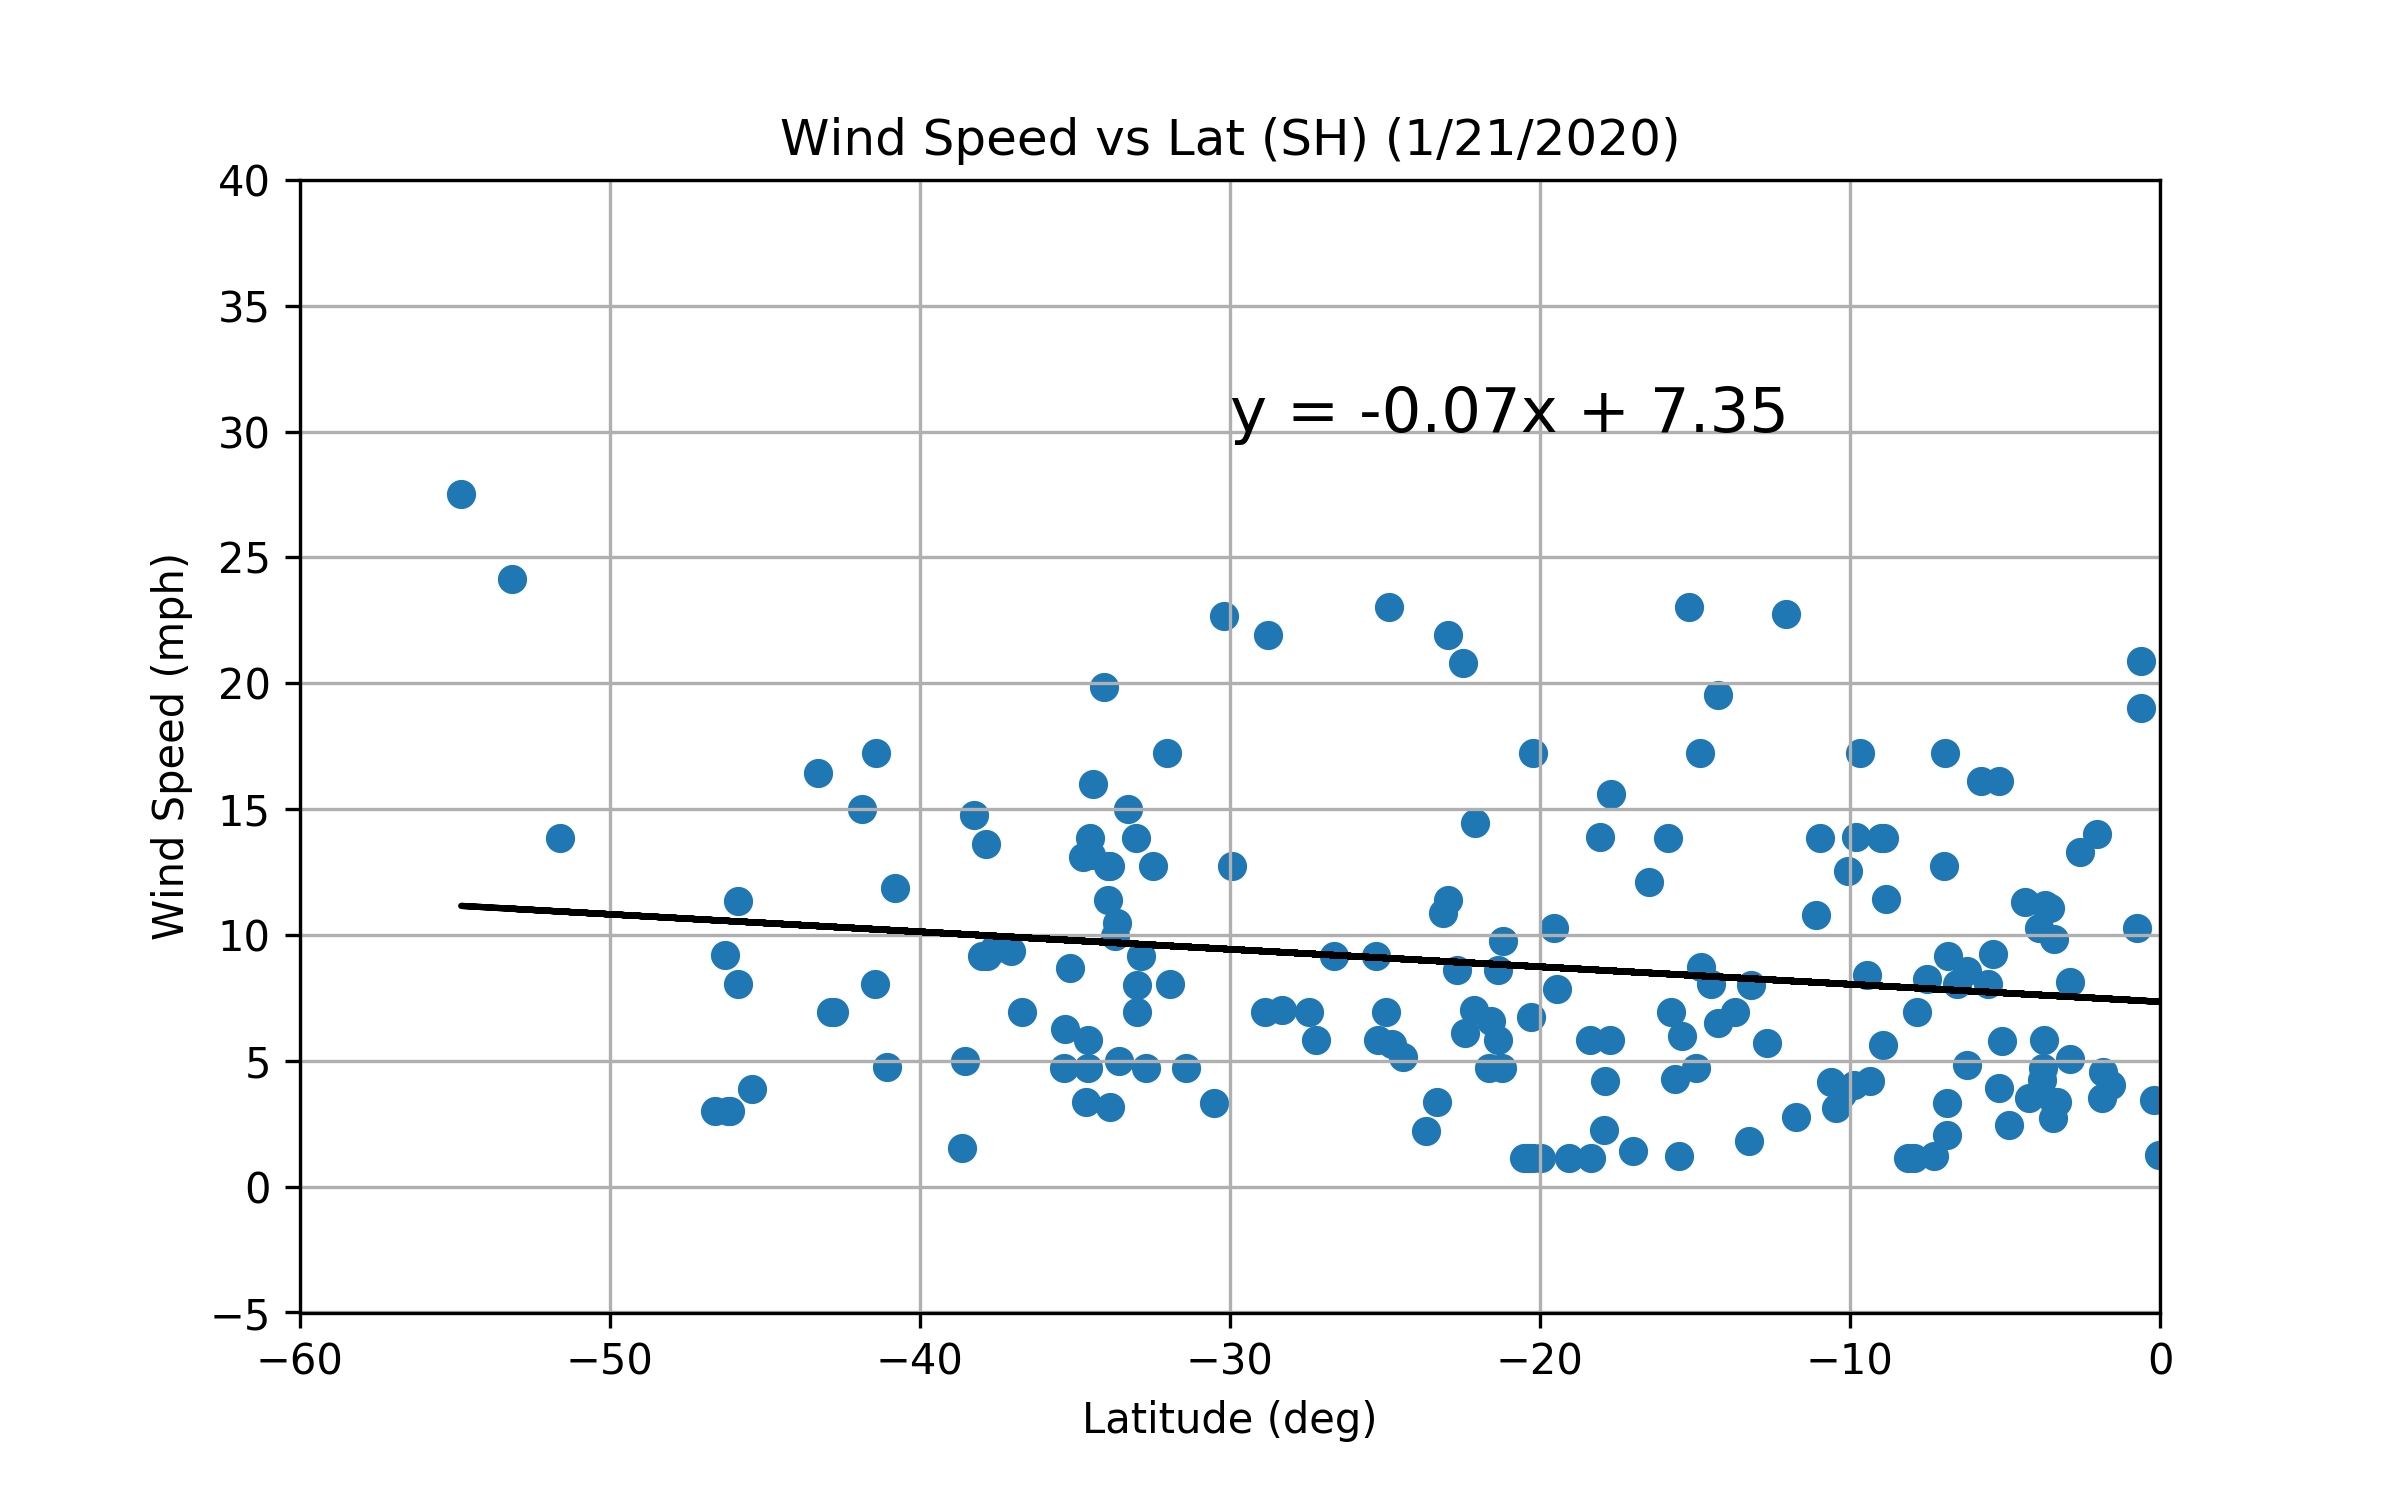 Wind Speed vs Lat (SH) (1/21/2020)
40
35
30
25
20
15
10
5
0
−5
Wind Speed (mph)
y = -0.07x + 7.35
−60 −50 −40 −30 −20 −10 0
Latitude (deg)